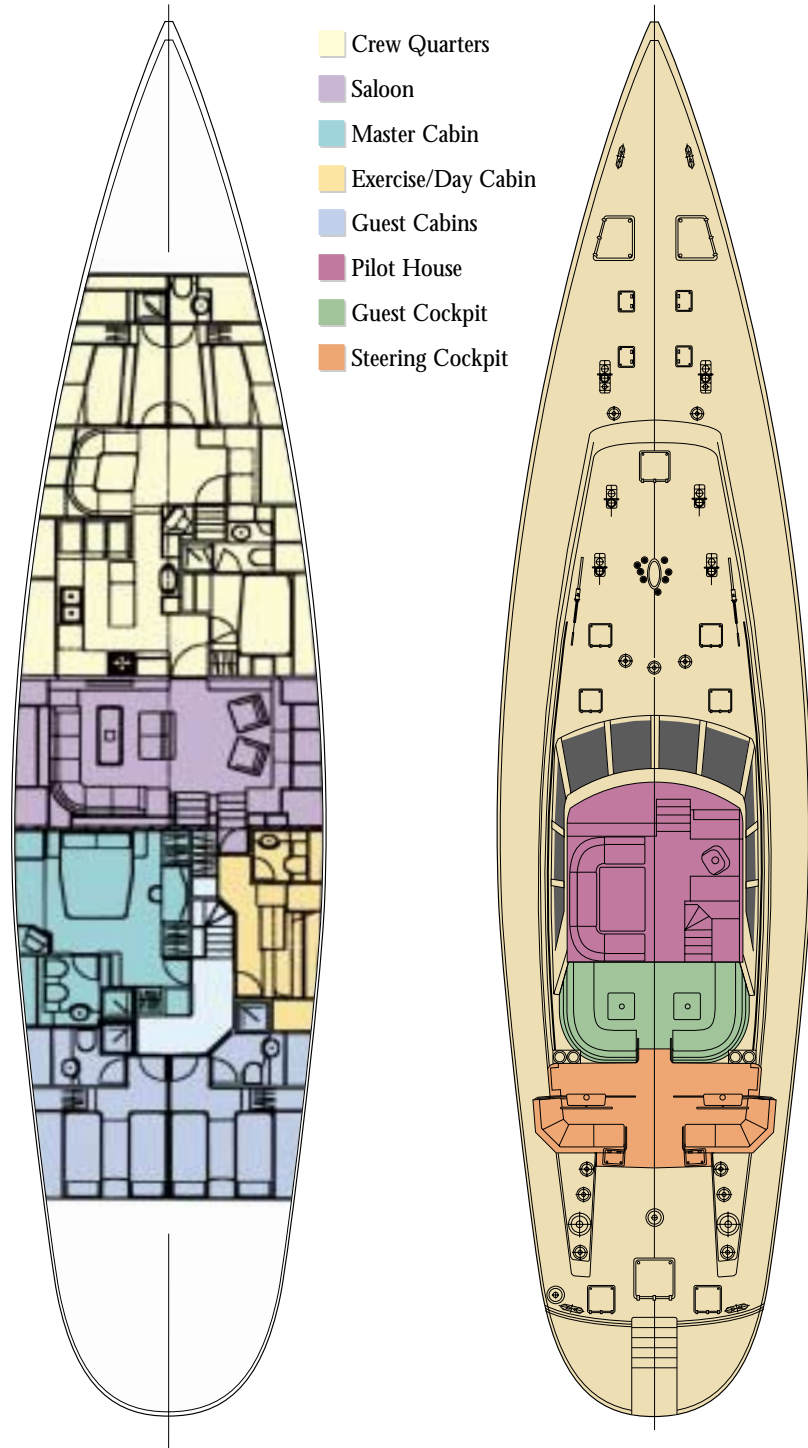 Crew Quarters
Saloon
Master Cabin
Exercise/Day Cabin
Guest Cabins
Pilot House
Guest Cockpit
Steering Cockpit